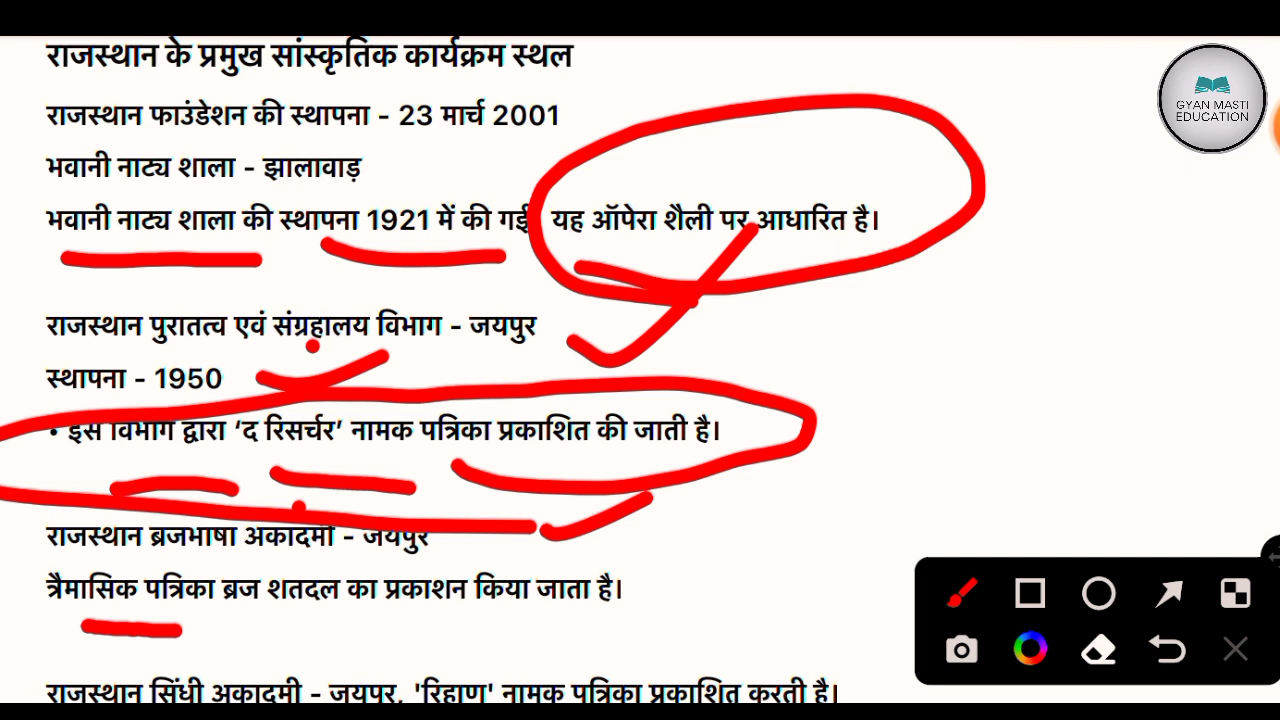 राजस्थान के प्रमुख सांस्कृतिक कार्यक्रम स्थल
राजस्थान फाउंडेशन की स्थापना - 23 मार्च 2001
भवानी नाट्य शाला - झालावाड़
भवानी नाट्य शाला की स्थापना 1921 में की गई यह ऑपेरा शैली पर आधारित है।
राजस्थान पुरातत्व एवं संग्रहालय विभाग - जयपुर
स्थापना - 1950
• इस विभाग द्वारा ‘द रिसर्चर’ नामक पत्रिका प्रकाशित की जाती है।
राजस्थान ब्रजभाषा अकादमी - जयपुर
त्रैमासिक पत्रिका ब्रज शतदल का प्रकाशन किया जाता है।
राजस्थान सिंधी अकादमी - जयपुर, 'रिहाण' नामक पत्रिका प्रकाशित करती है।
GYAN MASTI
EDUCATION